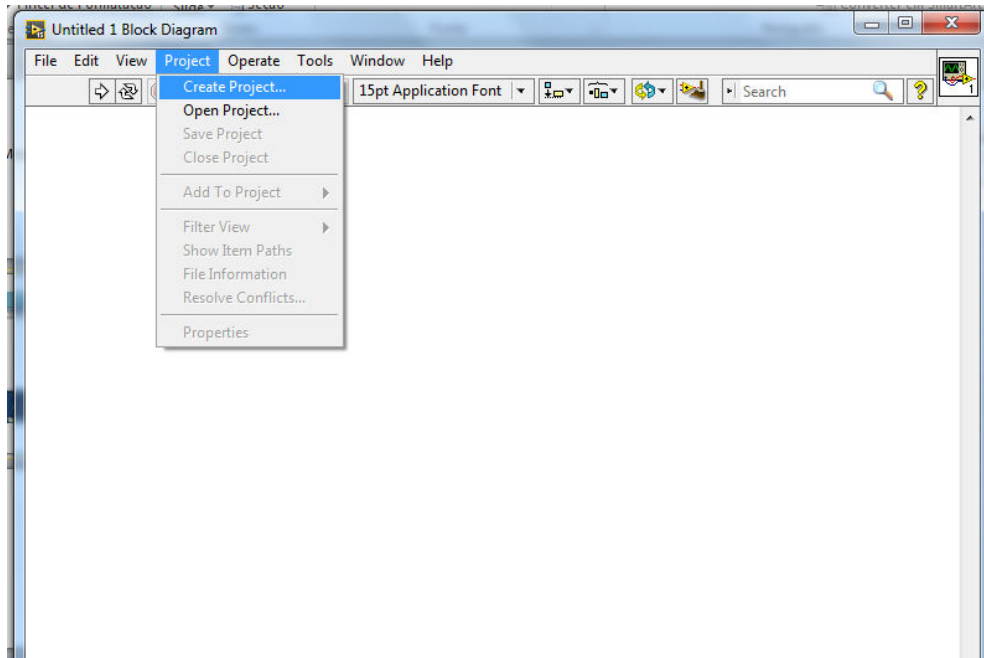 Untitled 1 Block Diagram
File Edit View Project Operate Tools Window Help
15pt Application Font Search
1
Create Project...
Open Project...
Save Project
Close Project
Add To Project
Filter View
Show Item Paths
File Information
Resolve Conflicts...
Properties